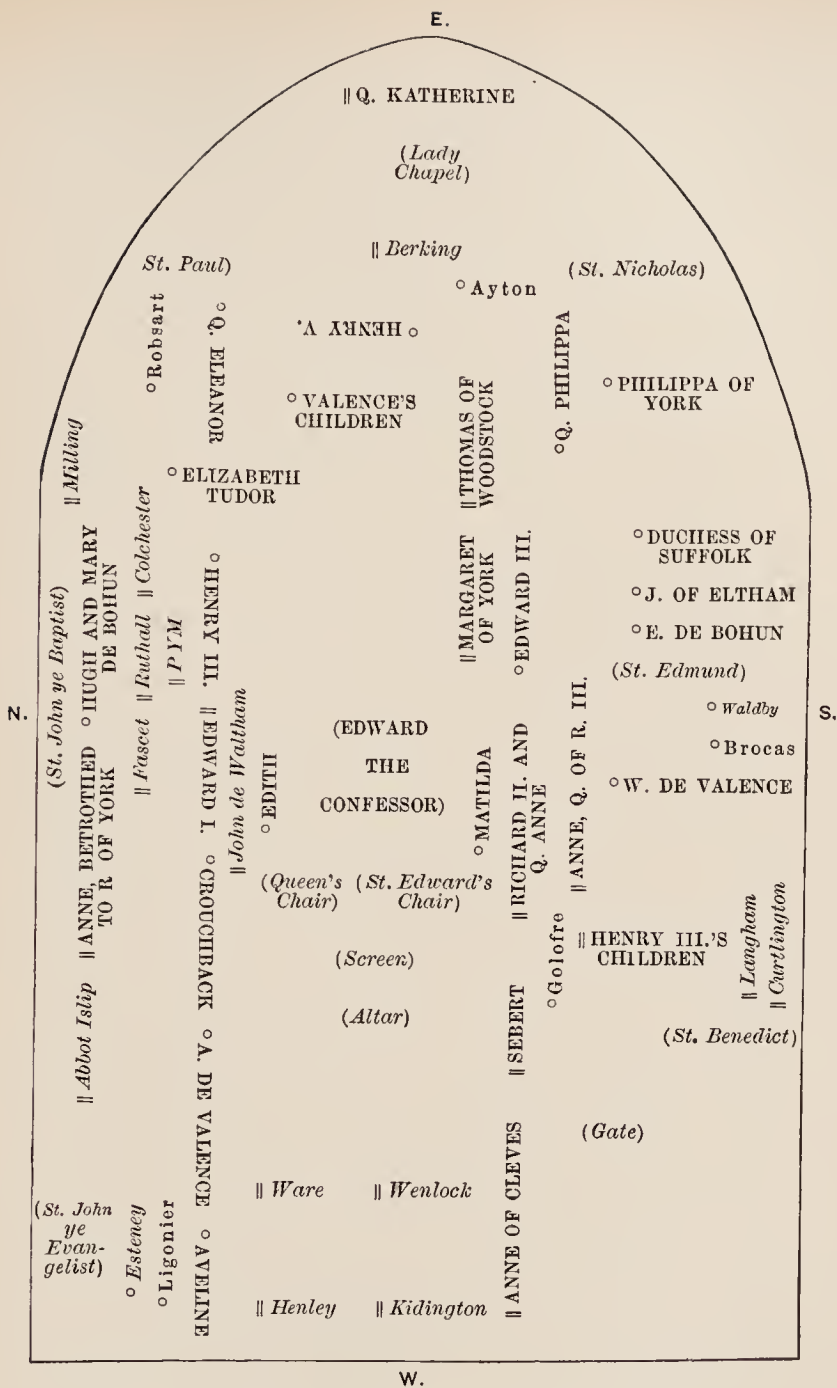 E.
|| Q. KATHERINE
(Lady
Chapel)
|| Berking
St. Paul)
(St. Nicholas)
° Ayton
° Robsart
° Q. ELEANOR
° HENRY V.
° VALENCE'S
CHILDREN
|| THOMAS OF
WOODSTOCK
° Q. PHILIPPA
° PHILIPPA OF
YORK
|| Milling
° ELIZABETH
TUDOR
|| Colchester
° HENRY III.
|| MARGARET
OF YORK
° EDWARD III.
° DUCHESS OF
SUFFOLK
° J. OF ELTHAM
° E. DE BOHUN
(St. Edmund)
(St. John ye Baptist)
° HUGH AND MARY
DE BOHUN
|| Ruthall
|| PYM
N.
S.
° Waldby
° Brocas
° W. DE VALENCE
|| ANNE, BETROTHED
TO R OF YORK
|| Fascet
|| EDWARD I.
|| John de Waltham
° EDITH
(EDWARD
THE
CONFESSOR)
° MATILDA
|| RICHARD II. AND
Q. ANNE
|| ANNE, Q. OF R. III.
(Queen's
Chair)
(St. Edward's
Chair)
° CROUCHBACK
° Golofre
|| HENRY III.'S
CHILDREN
|| Langham
|| Curtlington
(Screen)
(Altar)
|| Abbot Islip
|| SEBERT
(St. Benedict)
° A. DE VALENCE
(Gate)
|| Ware
|| Wenlock
|| ANNE OF CLEVES
(St. John
ye
Evan-
gelist)
° Esteney
° Ligonier
° AVELINE
|| Henley
|| Kidington
W.